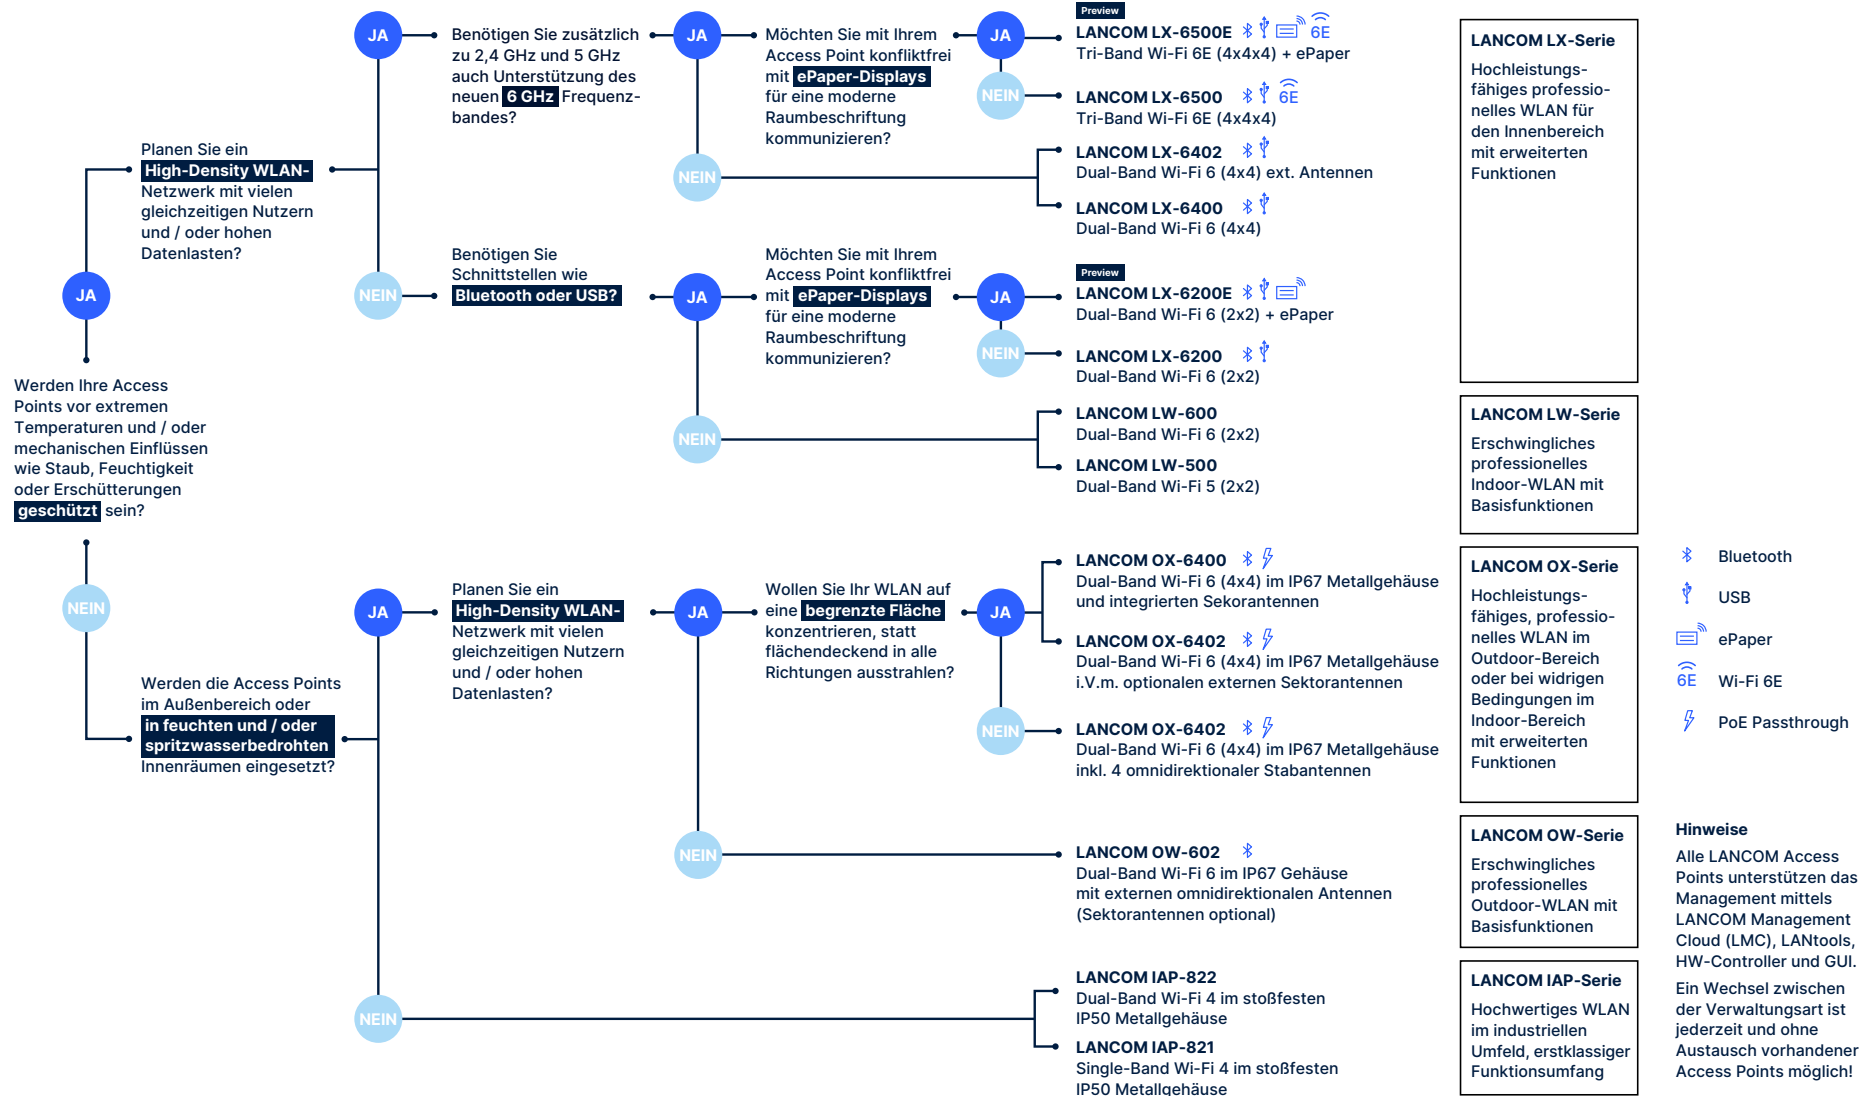 Werden Ihre Access
Points vor extremen
Temperaturen und / oder
mechanischen Einflüssen
wie Staub, Feuchtigkeit
oder Erschütterungen
geschützt sein?
JA
Planen Sie ein
High-Density WLAN-
Netzwerk mit vielen
gleichzeitigen Nutzern
und / oder hohen
Datenlasten?
JA
Benötigen Sie zusätzlich
zu 2,4 GHz und 5 GHz
auch Unterstützung des
neuen 6 GHz Frequenz-
bandes?
JA
Möchten Sie mit Ihrem
Access Point konfliktfrei
mit ePaper-Displays
für eine moderne
Raumbeschriftung
kommunizieren?
JA
Preview
LANCOM LX-6500E 6E
Tri-Band Wi-Fi 6E (4x4x4) + ePaper
NEIN
LANCOM LX-6500 6E
Tri-Band Wi-Fi 6E (4x4x4)
NEIN
LANCOM LX-6402
Dual-Band Wi-Fi 6 (4x4) ext. Antennen
LANCOM LX-6400
Dual-Band Wi-Fi 6 (4x4)
NEIN
Benötigen Sie
Schnittstellen wie
Bluetooth oder USB?
JA
Möchten Sie mit Ihrem
Access Point konfliktfrei
mit ePaper-Displays
für eine moderne
Raumbeschriftung
kommunizieren?
JA
Preview
LANCOM LX-6200E
Dual-Band Wi-Fi 6 (2x2) + ePaper
NEIN
LANCOM LX-6200
Dual-Band Wi-Fi 6 (2x2)
NEIN
LANCOM LW-600
Dual-Band Wi-Fi 6 (2x2)
LANCOM LW-500
Dual-Band Wi-Fi 5 (2x2)
NEIN
Werden die Access Points
im Außenbereich oder
in feuchten und / oder
spritzwasserbedrohten
Innenräumen eingesetzt?
JA
Planen Sie ein
High-Density WLAN-
Netzwerk mit vielen
gleichzeitigen Nutzern
und / oder hohen
Datenlasten?
JA
Wollen Sie Ihr WLAN auf
eine begrenzte Fläche
konzentrieren, statt
flächendeckend in alle
Richtungen ausstrahlen?
JA
LANCOM OX-6400
Dual-Band Wi-Fi 6 (4x4) im IP67 Metallgehäuse
und integrierten Sekorantennen
LANCOM OX-6402
Dual-Band Wi-Fi 6 (4x4) im IP67 Metallgehäuse
i.V.m. optionalen externen Sektorantennen
NEIN
LANCOM OX-6402
Dual-Band Wi-Fi 6 (4x4) im IP67 Metallgehäuse
inkl. 4 omnidirektionaler Stabantennen
NEIN
LANCOM OW-602
Dual-Band Wi-Fi 6 im IP67 Gehäuse
mit externen omnidirektionalen Antennen
(Sektorantennen optional)
NEIN
LANCOM IAP-822
Dual-Band Wi-Fi 4 im stoßfesten
IP50 Metallgehäuse
LANCOM IAP-821
Single-Band Wi-Fi 4 im stoßfesten
IP50 Metallgehäuse
LANCOM LX-Serie
Hochleistungs-
fähiges professio-
nelles WLAN für
den Innenbereich
mit erweiterten
Funktionen
LANCOM LW-Serie
Erschwingliches
professionelles
Indoor-WLAN mit
Basisfunktionen
LANCOM OX-Serie
Hochleistungs-
fähiges, professio-
nelles WLAN im
Outdoor-Bereich
oder bei widrigen
Bedingungen im
Indoor-Bereich
mit erweiterten
Funktionen
LANCOM OW-Serie
Erschwingliches
professionelles
Outdoor-WLAN mit
Basisfunktionen
LANCOM IAP-Serie
Hochwertiges WLAN
im industriellen
Umfeld, erstklassiger
Funktionsumfang
Bluetooth
USB
ePaper
6E Wi-Fi 6E
PoE Passthrough
Hinweise
Alle LANCOM Access
Points unterstützen das
Management mittels
LANCOM Management
Cloud (LMC), LANtools,
HW-Controller und GUI.
Ein Wechsel zwischen
der Verwaltungsart ist
jederzeit und ohne
Austausch vorhandener
Access Points möglich!